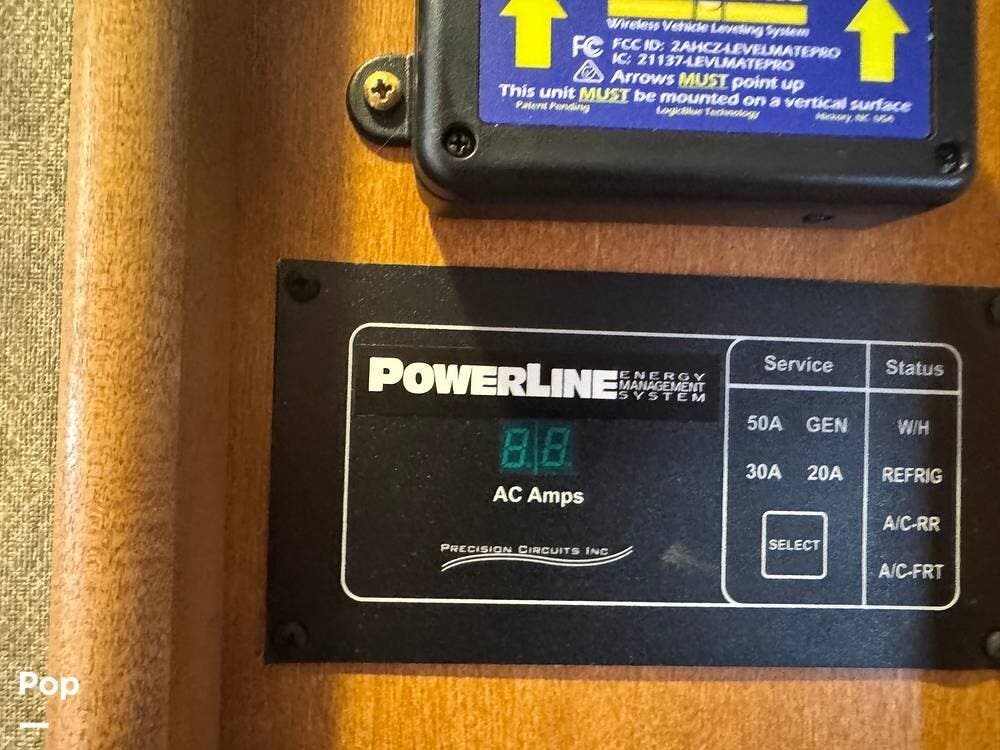 Wireless Vehicle Leveling System
FC FCC ID: 2AHCZ-LEVELMATEPRO
IC: 21137-LEVLMATEPRO
Arrows MUST point up
This unit MUST be mounted on a vertical surface
Patent Pending LogicBlue Technology Hickory, NC USA
POWERLINE ENERGY MANAGEMENT SYSTEM
8.8.
AC Amps
PRECISION CIRCUITS INC
Service
50A GEN
30A 20A
SELECT
Status
W/H
REFRIG
A/C-RR
A/C-FRT
Pop